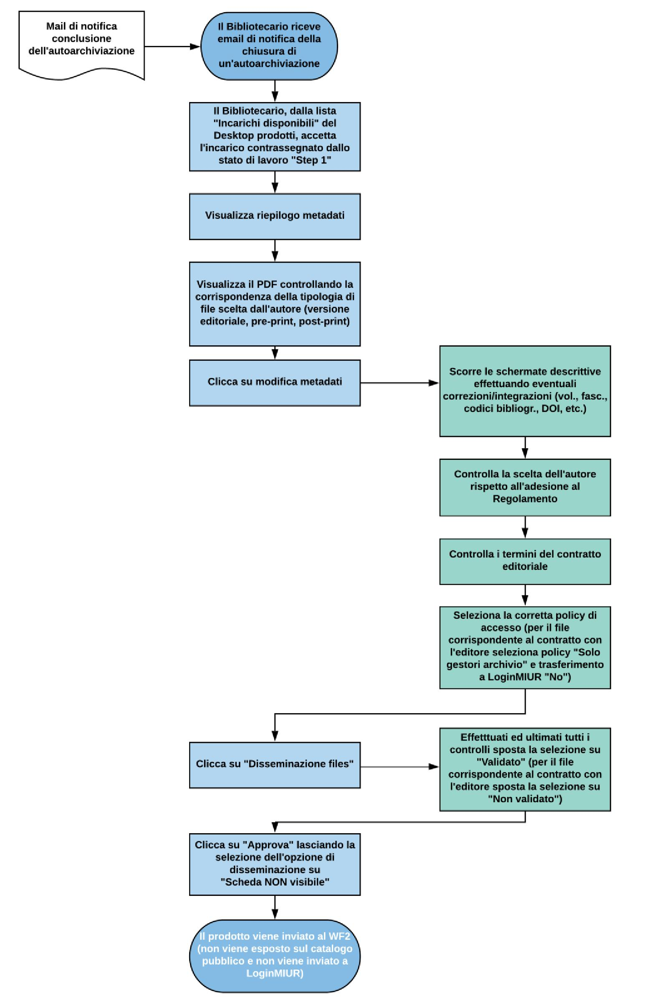 Mail di notifica
conclusione
dell'autoarchiviazione
Il Bibliotecario riceve
email di notifica della
chiusura di
un'autoarchiviazione
Il Bibliotecario, dalla lista
"Incarichi disponibili" del
Desktop prodotti, accetta
l'incarico contrassegnato dallo
stato di lavoro "Step 1"
Visualizza riepilogo metadati
Visualizza il PDF controllando la
corrispondenza della tipologia di
file scelta dall'autore (versione
editoriale, pre-print, post-print)
Clicca su modifica metadati
Scorre le schermate descrittive
effettuando eventuali
correzioni/integrazioni (vol., fasc.,
codici bibliogr., DOI, etc.)
Controlla la scelta dell'autore
rispetto all'adesione al
Regolamento
Controlla i termini del contratto
editoriale
Seleziona la corretta policy di
accesso (per il file
corrispondente al contratto con
l'editore seleziona policy "Solo
gestori archivio" e trasferimento
a LoginMIUR "No")
Clicca su "Disseminazione files"
Effetttuati ed ultimati tutti i
controlli sposta la selezione su
"Validato" (per il file
corrispondente al contratto con
l'editore sposta la selezione su
"Non validato")
Clicca su "Approva" lasciando la
selezione dell'opzione di
disseminazione su
"Scheda NON visibile"
Il prodotto viene inviato al WF2
(non viene esposto sul catalogo
pubblico e non viene inviato a
LoginMIUR)